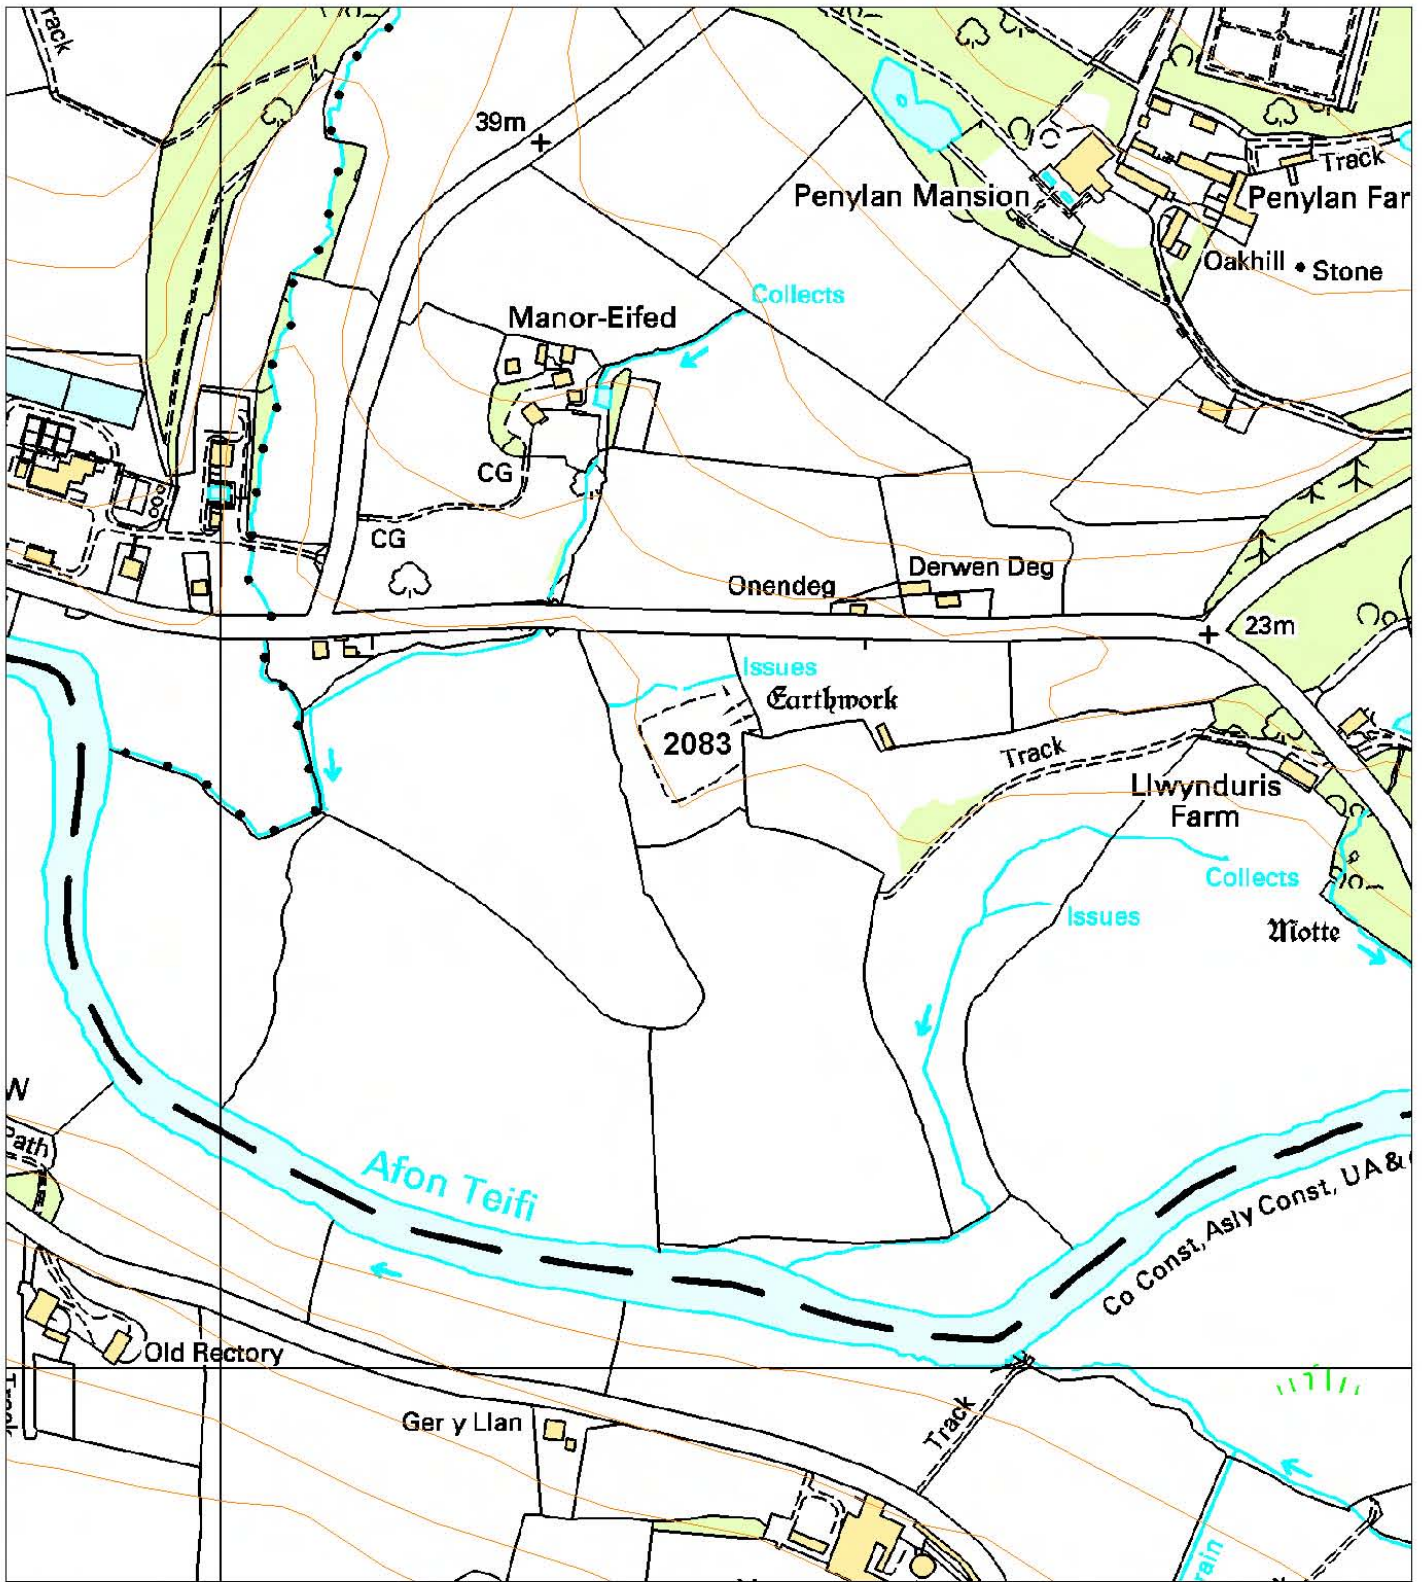 Track
39m
Penylan Mansion
Track
Penylan Far
Oakhill
Stone
Collects
Manor-Eifed
CG
CG
Onendeg
Derwen Deg
23m
Issues
Earthwork
2083
Track
Llwynduris
Farm
Collects
Issues
Motte
W
Path
Afon Teifi
Co Const, Asly Const, UA &
Old Rectory
Track
Ger y Llan
Track
rain